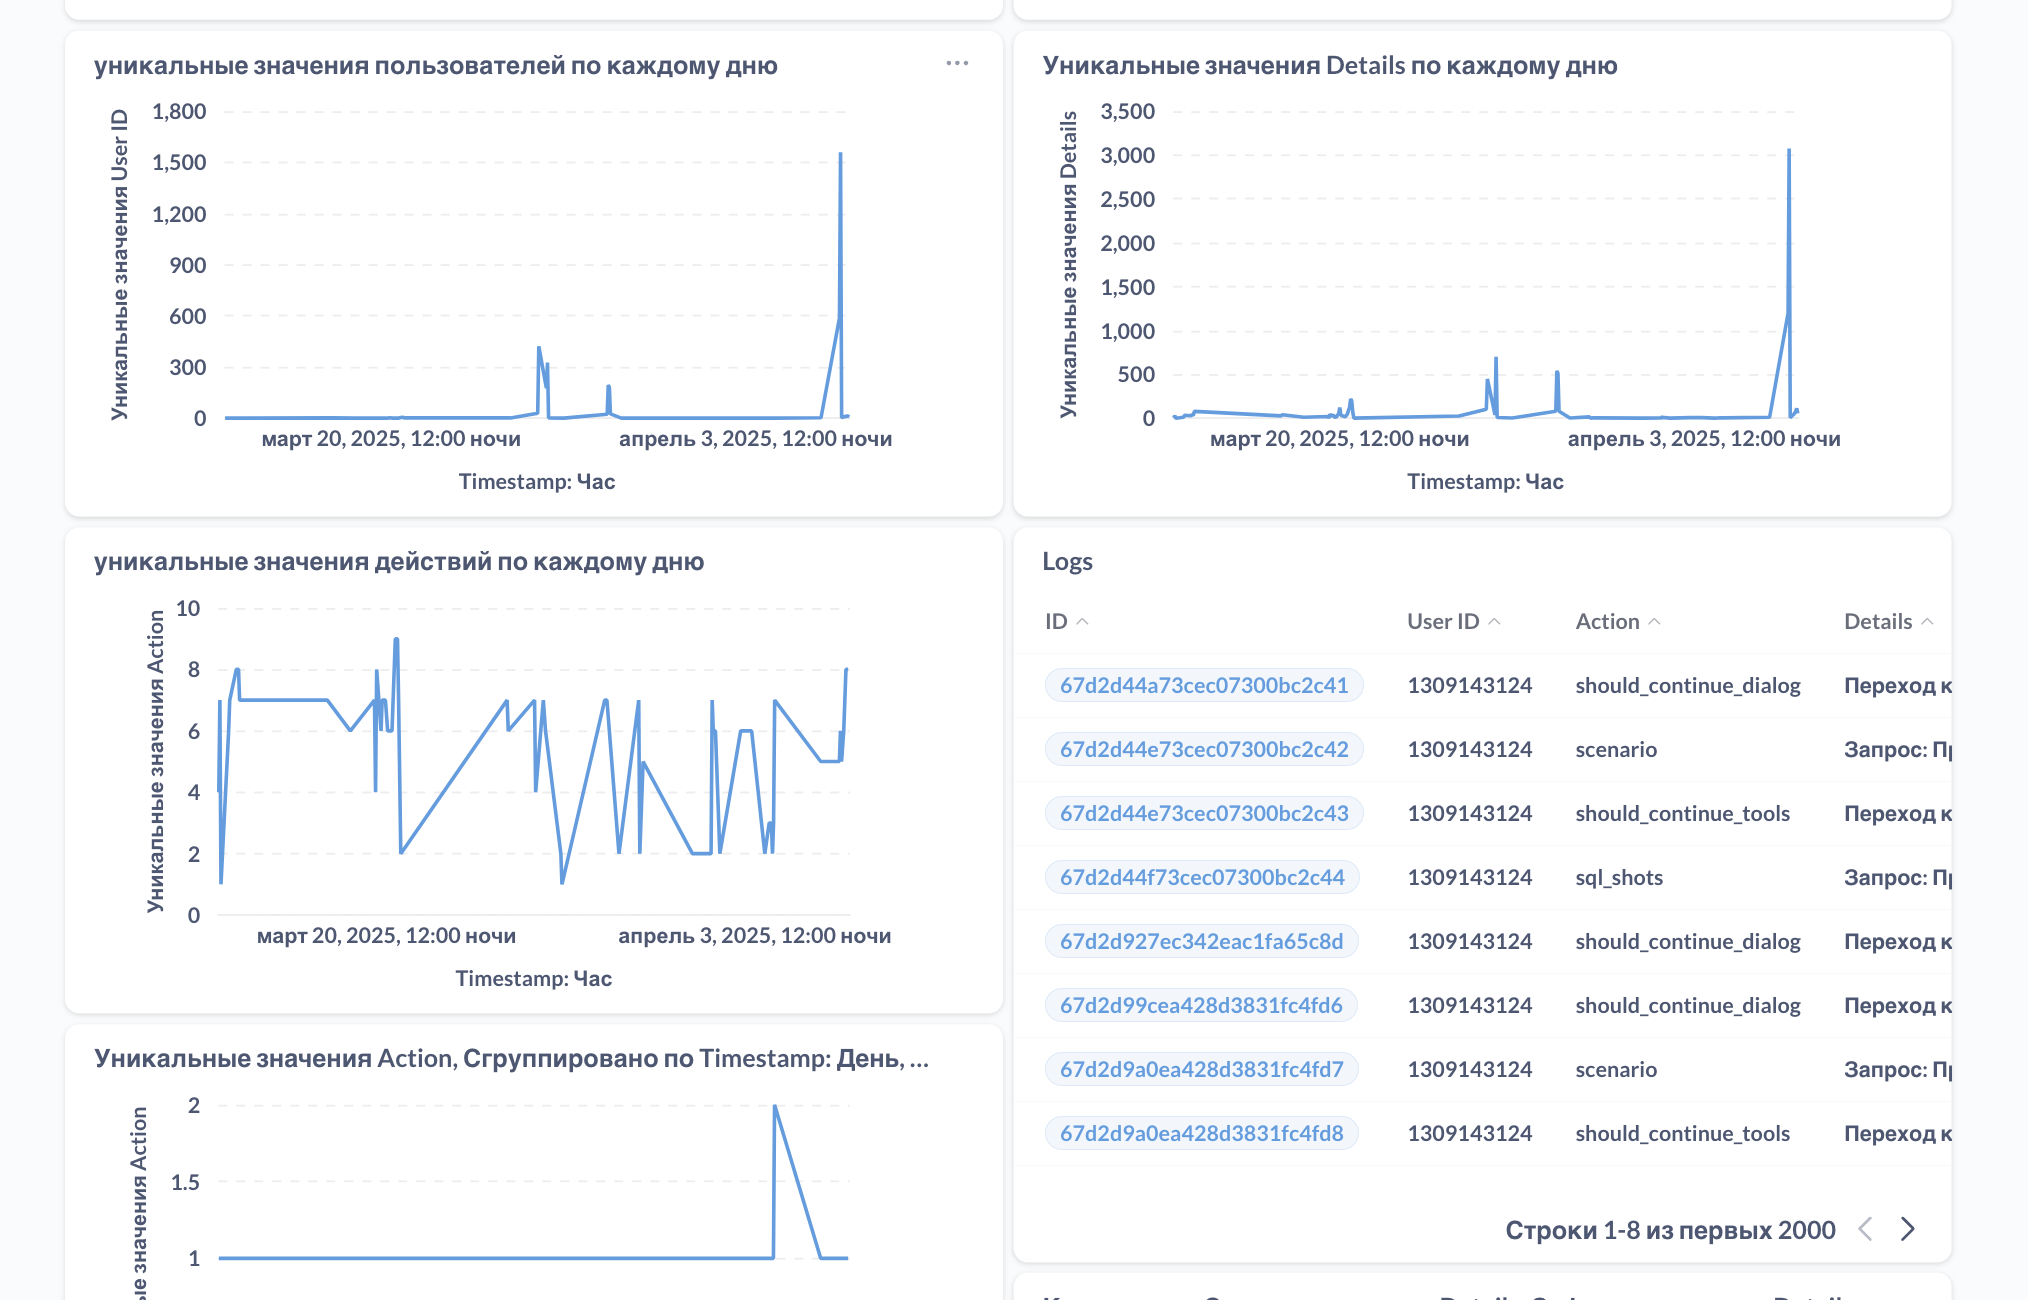 уникальные значения пользователей по каждому дню
Уникальные значения User ID
1,800
1,500
1,200
900
600
300
0
март 20, 2025, 12:00 ночи
апрель 3, 2025, 12:00 ночи
Timestamp: Час
Уникальные значения Details по каждому дню
Уникальные значения Details
3,500
3,000
2,500
2,000
1,500
1,000
500
0
март 20, 2025, 12:00 ночи
апрель 3, 2025, 12:00 ночи
Timestamp: Час
уникальные значения действий по каждому дню
Уникальные значения Action
10
8
6
4
2
0
март 20, 2025, 12:00 ночи
апрель 3, 2025, 12:00 ночи
Timestamp: Час
Logs
ID User ID Action Details
67d2d44a73cec07300bc2c41 1309143124 should_continue_dialog Переход к
67d2d44e73cec07300bc2c42 1309143124 scenario Запрос:
67d2d44e73cec07300bc2c43 1309143124 should_continue_tools Переход к
67d2d44f73cec07300bc2c44 1309143124 sql_shots Запрос:
67d2d927ec342eac1fa65c8d 1309143124 should_continue_dialog Переход к
67d2d99cea428d3831fc4fd6 1309143124 should_continue_dialog Переход к
67d2d9a0ea428d3831fc4fd7 1309143124 scenario Запрос:
67d2d9a0ea428d3831fc4fd8 1309143124 should_continue_tools Переход к
Строки 1-8 из первых 2000
Уникальные значения Action, Сгруппировано по Timestamp: День, ...
значения Action
2
1.5
1